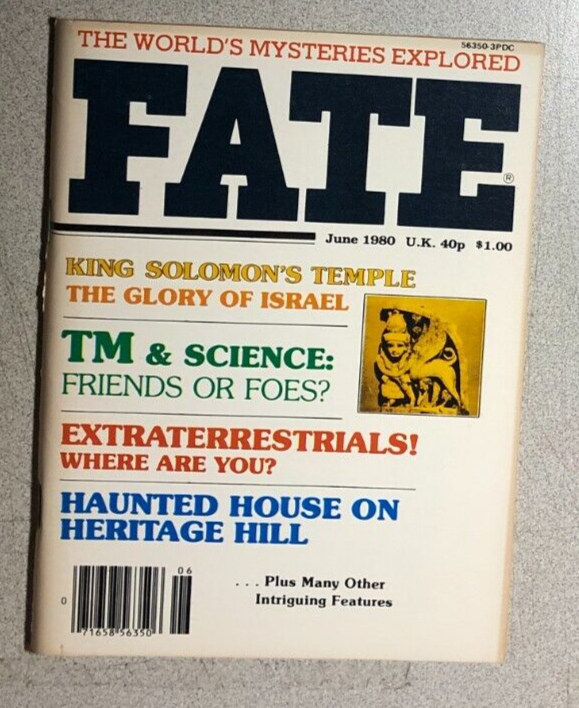 56350-3PDC
THE WORLD'S MYSTERIES EXPLORED
FATE®
June 1980 U.K. 40p $1.00
KING SOLOMON'S TEMPLE
THE GLORY OF ISRAEL
TM & SCIENCE:
FRIENDS OR FOES?
EXTRATERRESTRIALS!
WHERE ARE YOU?
HAUNTED HOUSE ON
HERITAGE HILL
. . . Plus Many Other
Intriguing Features
06
0
71658 56350